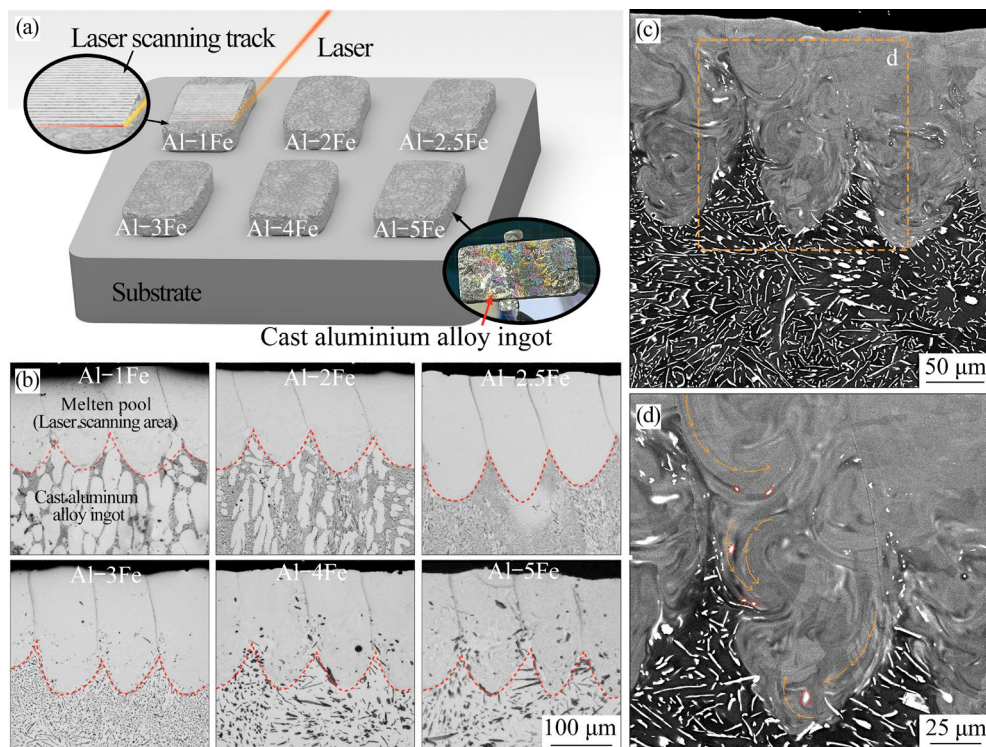 (a)
Laser scanning track
Laser
Al−1Fe
Al−2Fe
Al−2.5Fe
Al−3Fe
Al−4Fe
Al−5Fe
Substrate
Cast aluminium alloy ingot
(b)
Al−1Fe
Al−2Fe
Al−2.5Fe
Melten pool
(Laser scanning area)
Cast aluminum
alloy ingot
Al−3Fe
Al−4Fe
Al−5Fe
100 μm
(c)
d
50 μm
(d)
25 μm